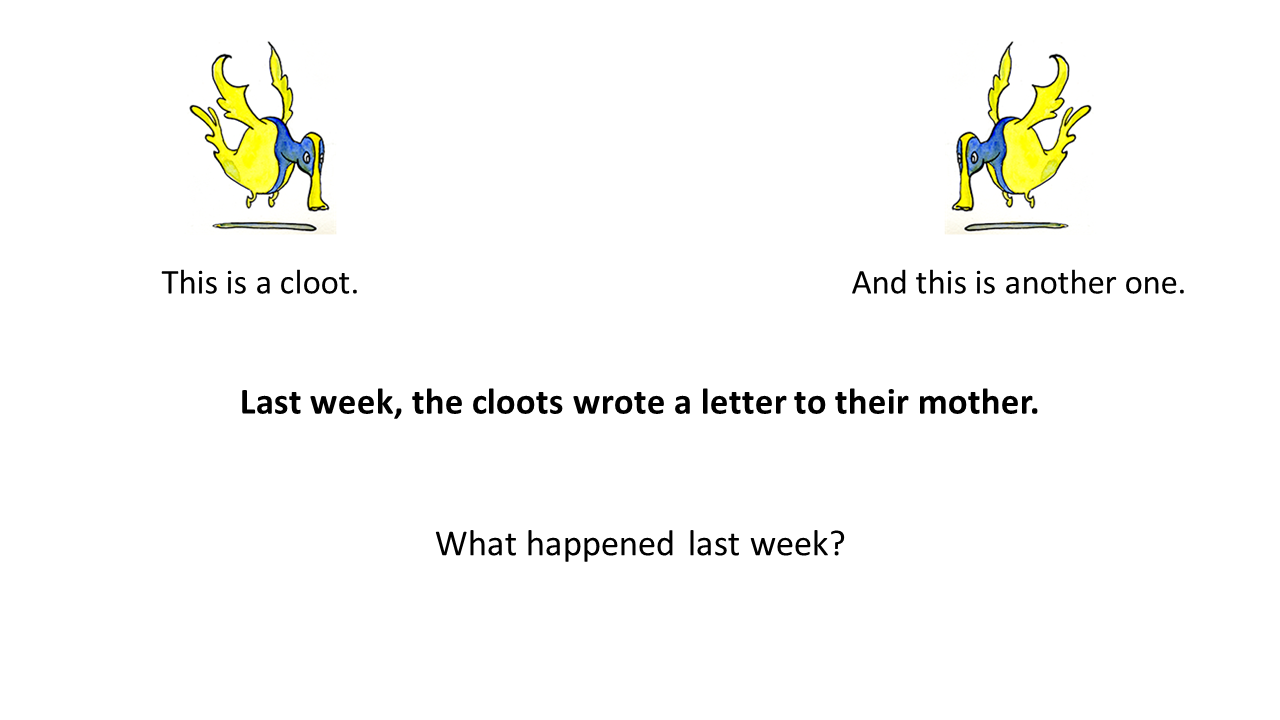 This is a cloot.
And this is another one.
Last week, the cloots wrote a letter to their mother.
What happened last week?